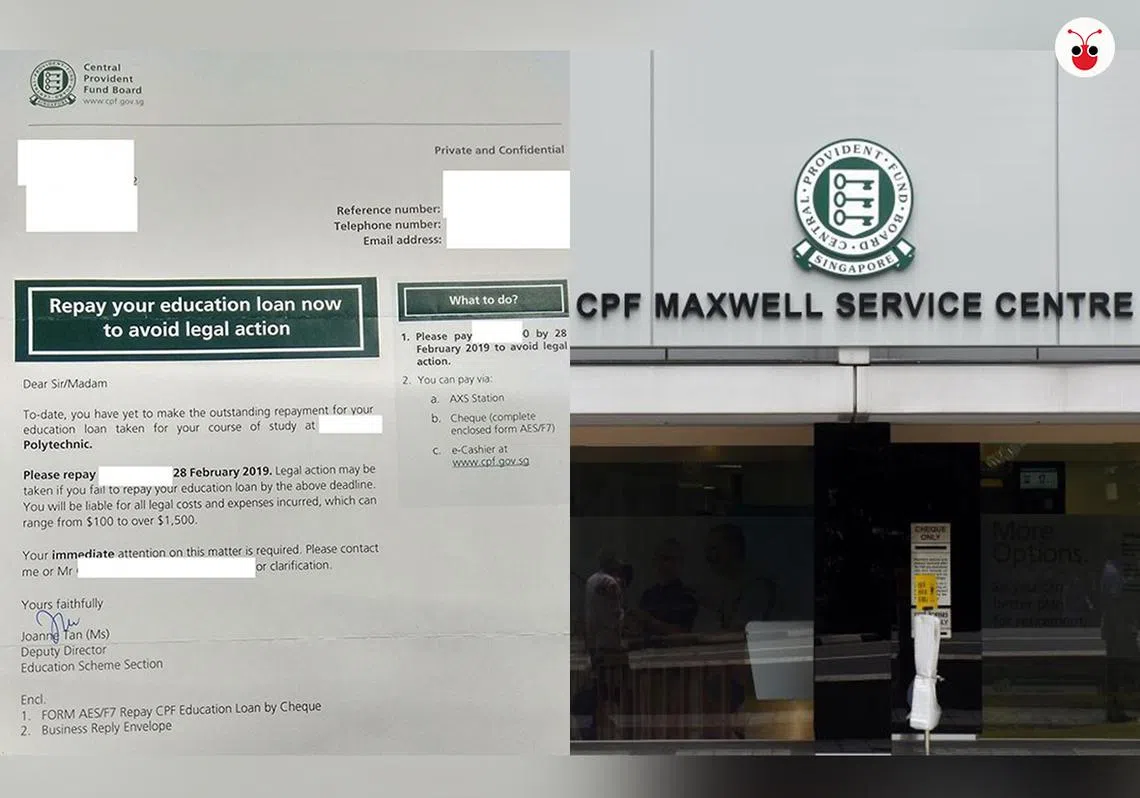 Central
Provident
Fund Board
www.cpf.gov.sg
Private and Confidential
2
Reference number:
Telephone number:
Email address:
Repay your education loan now
to avoid legal action
Dear Sir/Madam
To-date, you have yet to make the outstanding repayment for your
education loan taken for your course of study at
Polytechnic.
Please repay 28 February 2019. Legal action may be
taken if you fail to repay your education loan by the above deadline.
You will be liable for all legal costs and expenses incurred, which can
range from $100 to over $1,500.
Your immediate attention on this matter is required. Please contact
me or Mr or clarification.
Yours faithfully
Joanne Tan (Ms)
Deputy Director
Education Scheme Section
Encl.
1. FORM AES/F7 Repay CPF Education Loan by Cheque
2. Business Reply Envelope
What to do?
1. Please pay 0 by 28
February 2019 to avoid legal
action.
2. You can pay via:
a. AXS Station
b. Cheque (complete
enclosed form AES/F7)
c. e-Cashier at
www.cpf.gov.sg
CENTRAL PROVIDENT FUND BOARD
SINGAPORE
CPF MAXWELL SERVICE CENTRE
CHEQUE
ONLY
More
Options.
so you can
better plan
for retirement.